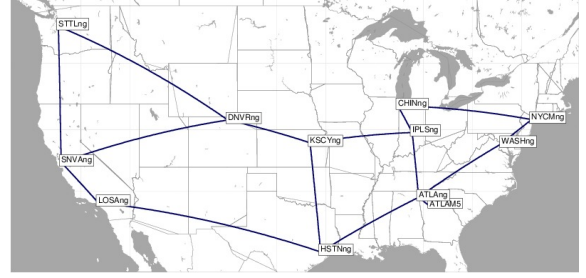 STTLng
CHINng
DNVRng
NYCMng
IPLSng
KSCYng
WASHng
SNVAng
ATLAng
LOSAng
ATLAM5
HSTNng